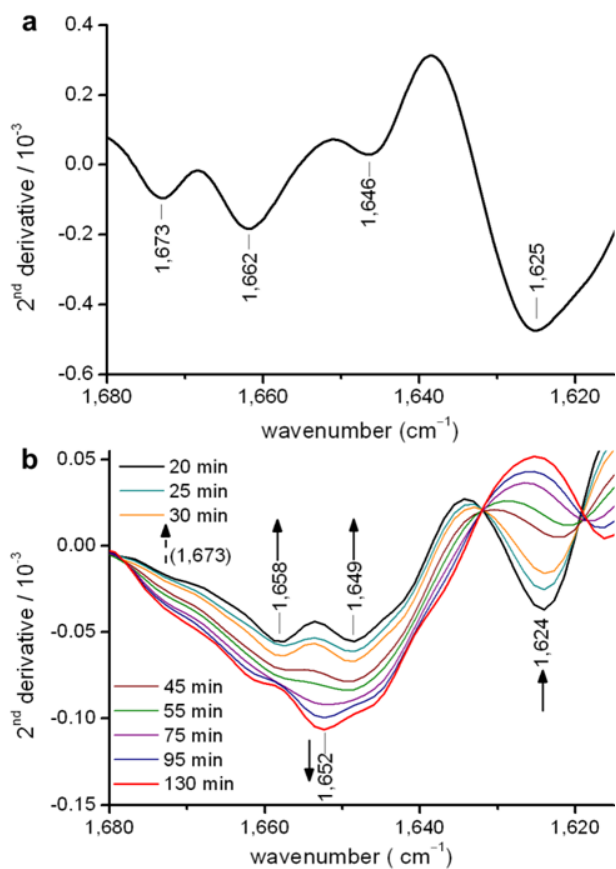 a
0.4
0.2
0.0
-0.2
-0.4
-0.6
2nd derivative / 10-3
1,673
1,662
1,646
1,625
1,680
1,660
1,640
1,620
wavenumber (cm−1)
b
0.05
0.00
-0.05
-0.10
-0.15
2nd derivative / 10-3
20 min
25 min
30 min
(1,673)
1,658
1,649
1,624
45 min
55 min
75 min
95 min
130 min
1,652
1,680
1,660
1,640
1,620
wavenumber ( cm−1)